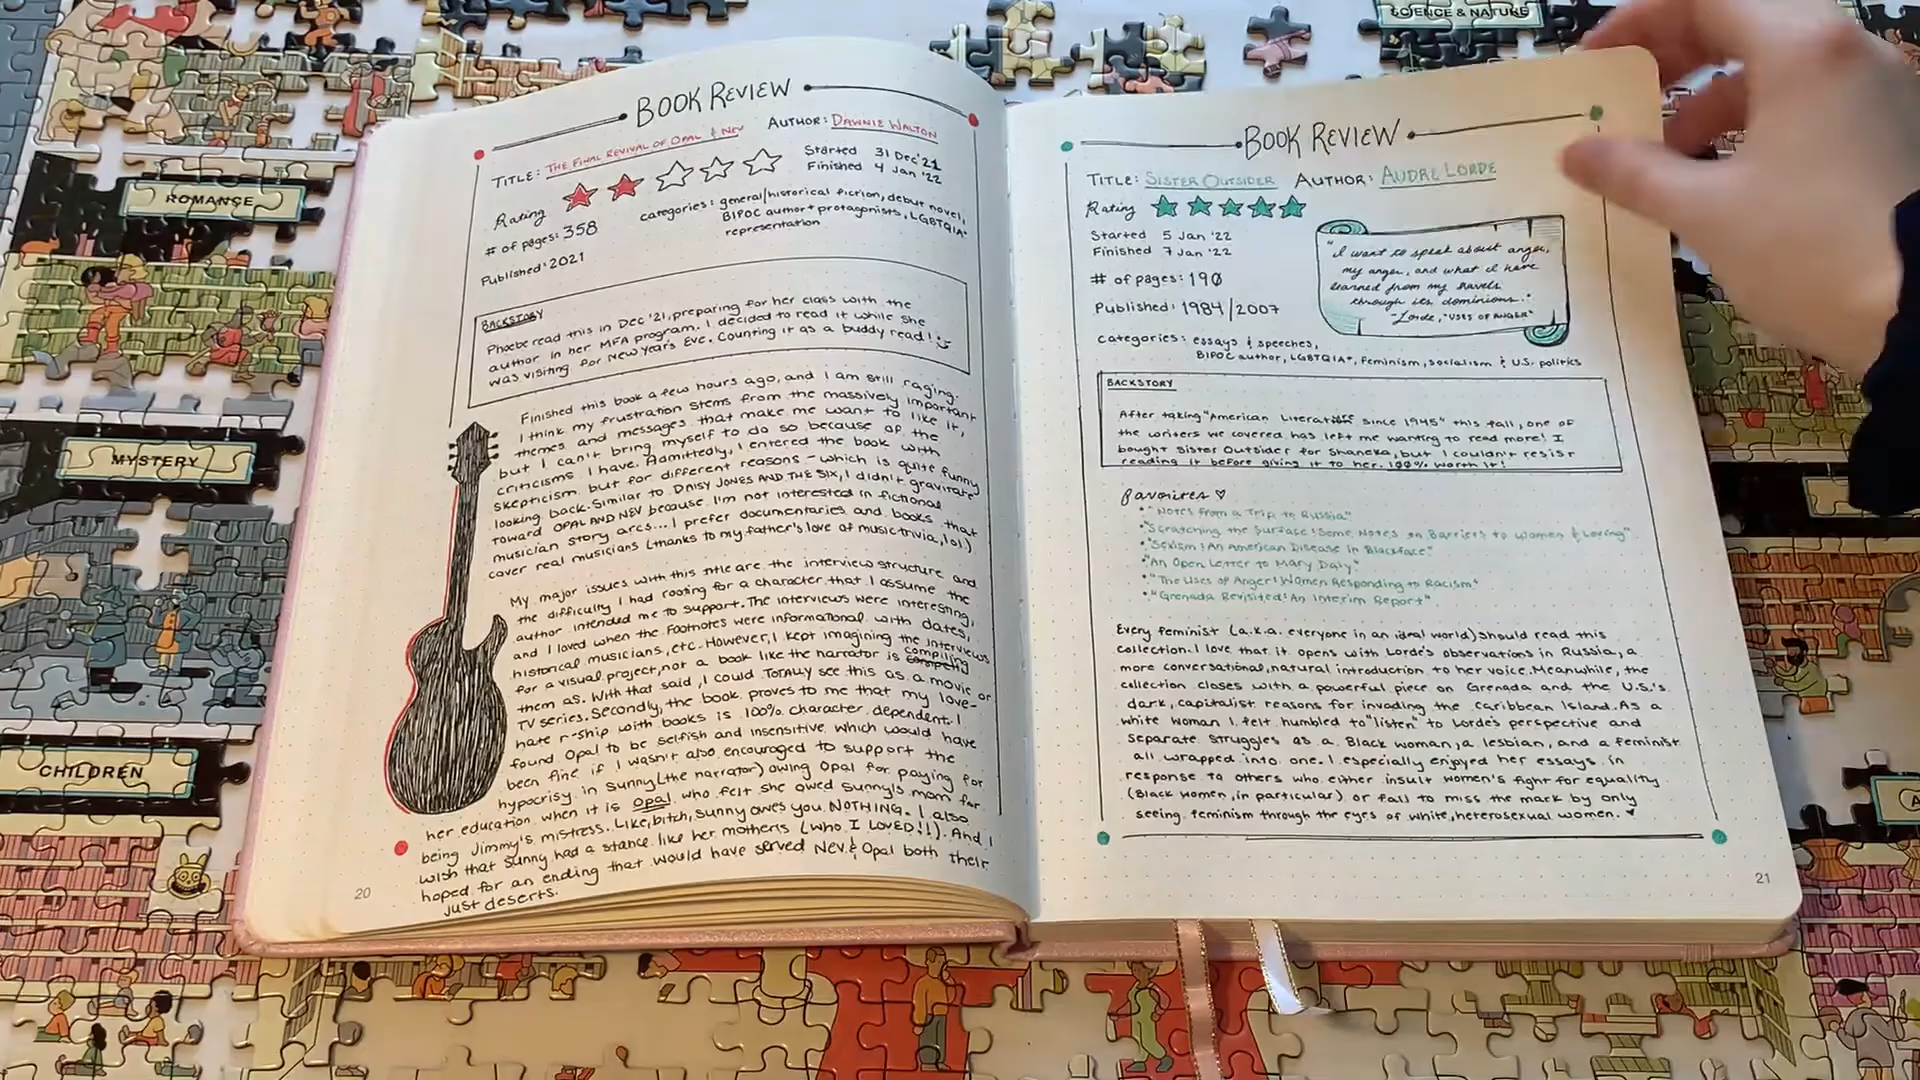 SCIENCE & NATURE
ROMANCE
MYSTERY
CHILDREN
BOOK REVIEW
TITLE: THE FINAL REVIVAL OF OPAL & NEV
AUTHOR: DAWNIE WALTON
Rating
Started 31 Dec '21
Finished 4 Jan '22
# of pages: 358
categories: general/historical fiction, debut novel,
BIPOC author + protagonists, LGBTQIA+
representation
Published: 2021
BACKSTORY
Phoebe read this in Dec '21, preparing for her class with the
author in her MFA program. I decided to read it while she
was visiting for New Year's Eve. Counting it as a buddy read! :)
Finished this book a few hours ago, and I am still raging.
I think my frustration stems from the massively important
themes and messages that make me want to like it,
but I can't bring myself to do so because of the
criticisms I have. Admittedly, I entered the book with
skepticism but for different reasons - which is quite funny
looking back. Similar to DAISY JONES AND THE SIX, I didn't gravitate
toward OPAL AND NEV because I'm not interested in fictional
musician story arcs... I prefer documentaries and books that
cover real musicians (thanks to my father's love of music trivia, lol)
My major issues with this title are the interview structure and
the difficulty I had rooting for a character that I assume the
author intended me to support. The interviews were interesting,
and I loved when the footnotes were informational with dates,
historical musicians, etc. However, I kept imagining the interviews
for a visual project, not a book like the narrator is compiling
them as. With that said, I could TOTALLY see this as a movie or
TV series. Secondly, the book proves to me that my love-
hate r-ship with books is 100% character dependent. I
found Opal to be selfish and insensitive which would have
been fine if I wasn't also encouraged to support the
hypocrisy in Sunny (the narrator) owing Opal for paying for
her education when it is Opal who felt she owed Sunny's mom for
being Jimmy's mistress. Like, bitch, Sunny owes you NOTHING. I also
wish that Sunny had a stance like her mother's (who I LOVED!!). And I
hoped for an ending that would have served Nev & Opal both their
just deserts.
20
BOOK REVIEW
TITLE: SISTER OUTSIDER AUTHOR: AUDRE LORDE
Rating
Started 5 Jan '22
Finished 7 Jan '22
# of pages: 190
Published: 1984/2007
"I want to speak about anger,
my anger, and what I have
learned from my travels
through its dominions."
-Lorde, "USES OF ANGER"
categories: essays & speeches,
BIPOC author, LGBTQIA+, feminism, socialism & U.S. politics
BACKSTORY
After taking "American Literature since 1945" this fall, one of
the writers we covered has left me wanting to read more! I
bought Sister Outsider for Shaneka, but I couldn't resist
reading it before giving it to her. 100% worth it!
favorites ♡
• "Notes from a Trip to Russia"
• "Scratching the Surface: Some Notes on Barriers to Women & Loving"
• "Sexism: An American Disease in Blackface"
• "An Open Letter to Mary Daly"
• "The Uses of Anger: Women Responding to Racism"
• "Grenada Revisited: An Interim Report"
Every feminist (a.k.a. everyone in an ideal world) should read this
collection. I love that it opens with Lorde's observations in Russia, a
more conversational, natural introduction to her voice. Meanwhile, the
collection closes with a powerful piece on Grenada and the U.S.'s
dark, capitalist reasons for invading the Caribbean Island. As a
white woman I felt humbled to "listen" to Lorde's perspective and
separate struggles as a Black woman, a lesbian, and a feminist
all wrapped into one. I especially enjoyed her essays in
response to others who either insult women's fight for equality
(Black women, in particular) or fail to miss the mark by only
seeing feminism through the eyes of white, heterosexual women. ♥
21